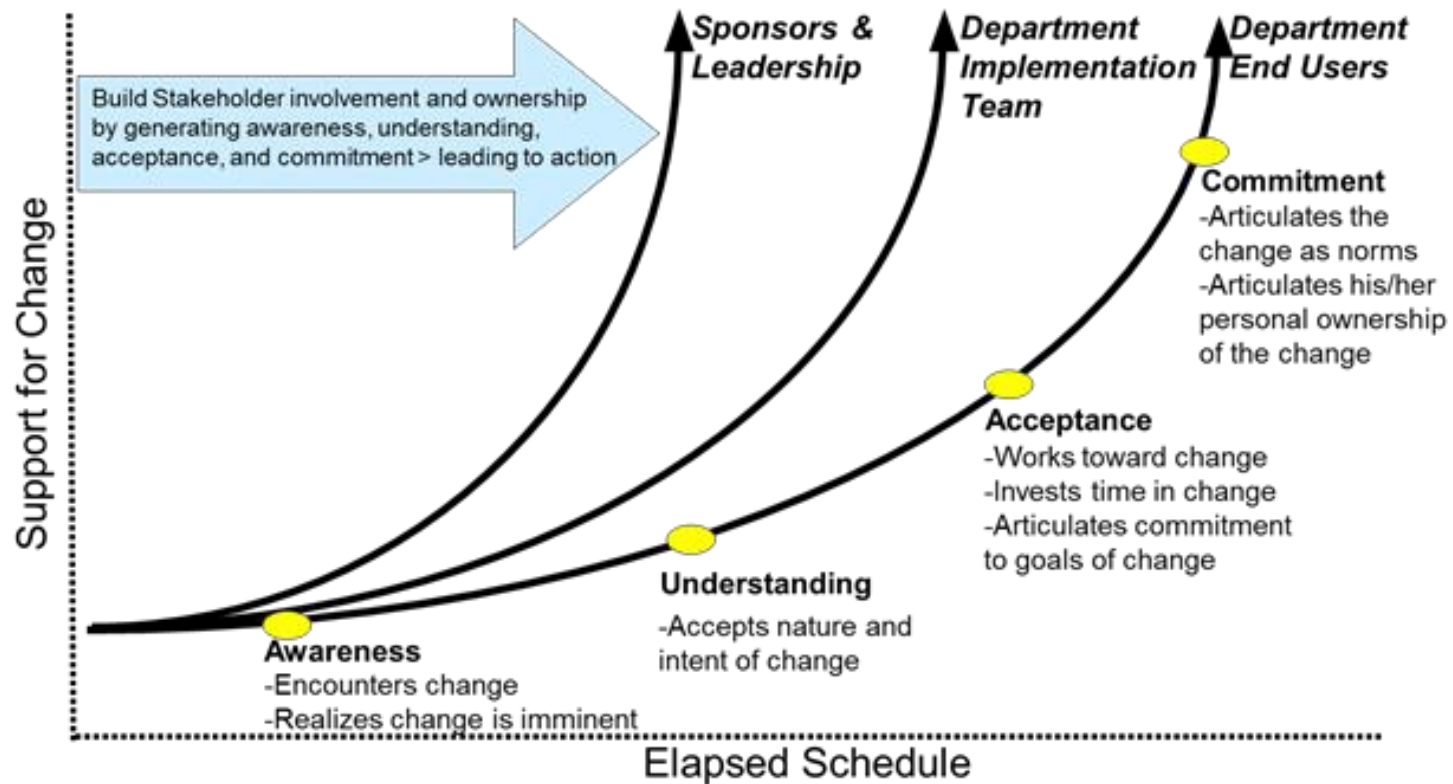 Sponsors &
Leadership
Department
Implementation
Team
Department
End Users
Build Stakeholder involvement and ownership
by generating awareness, understanding,
acceptance, and commitment > leading to action
Support for Change
Commitment
-Articulates the
change as norms
-Articulates his/her
personal ownership
of the change
Acceptance
-Works toward change
-Invests time in change
-Articulates commitment
to goals of change
Understanding
-Accepts nature and
intent of change
Awareness
-Encounters change
-Realizes change is imminent
Elapsed Schedule